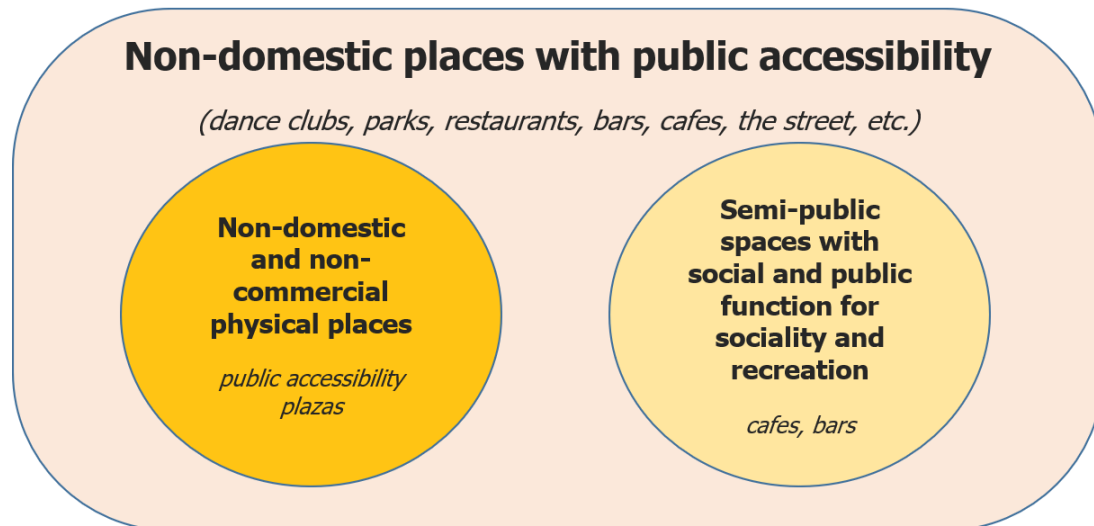 Non-domestic places with public accessibility
(dance clubs, parks, restaurants, bars, cafes, the street, etc.)
Non-domestic
and non-
commercial
physical places
public accessibility
plazas
Semi-public
spaces with
social and public
function for
sociality and
recreation
cafes, bars